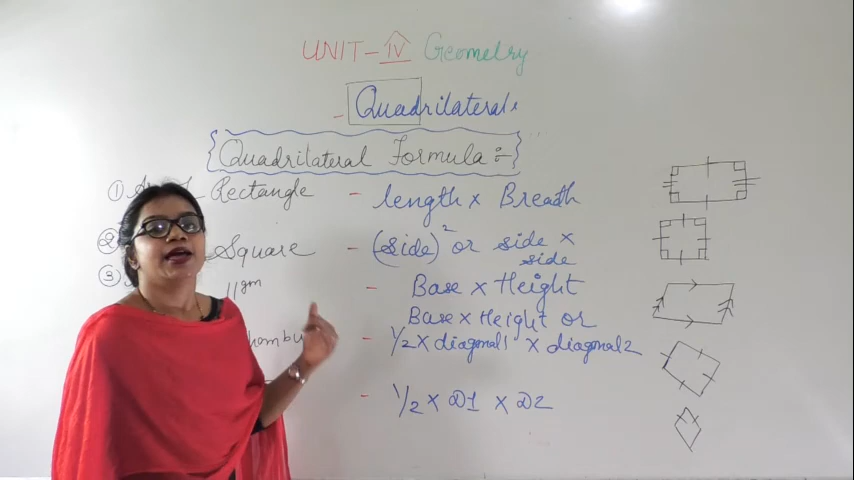 UNIT-IV Geometry
- Quadrilaterals
Quadrilateral Formula :-
① Rectangle - length x Breadth
② Square - (side)² or side x
side
③ ||gm - Base x Height
Base x Height or
- 1/2 x diagonal1 x diagonal2
- 1/2 x D1 x D2